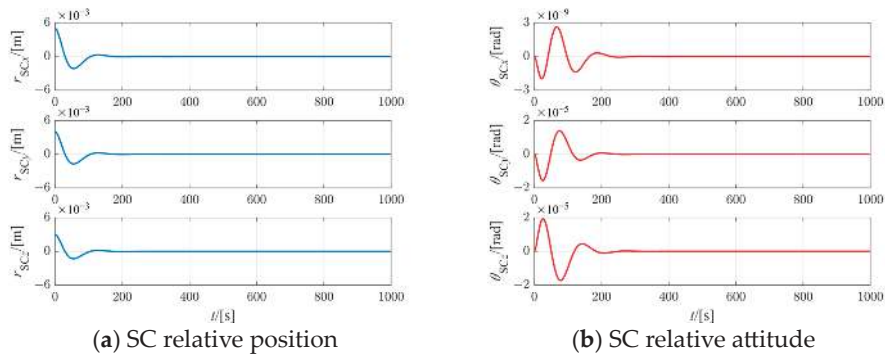 ×10⁻³
6
0
-6
r_SCx/[m]
0 200 400 600 800 1000
×10⁻³
6
0
-6
r_SCy/[m]
0 200 400 600 800 1000
×10⁻³
6
0
-6
r_SCz/[m]
0 200 400 600 800 1000
t/[s]
(a) SC relative position
×10⁻⁹
3
0
-3
θ_SCx/[rad]
0 200 400 600 800 1000
×10⁻⁵
2
0
-2
θ_SCy/[rad]
0 200 400 600 800 1000
×10⁻⁵
2
0
-2
θ_SCz/[rad]
0 200 400 600 800 1000
t/[s]
(b) SC relative attitude